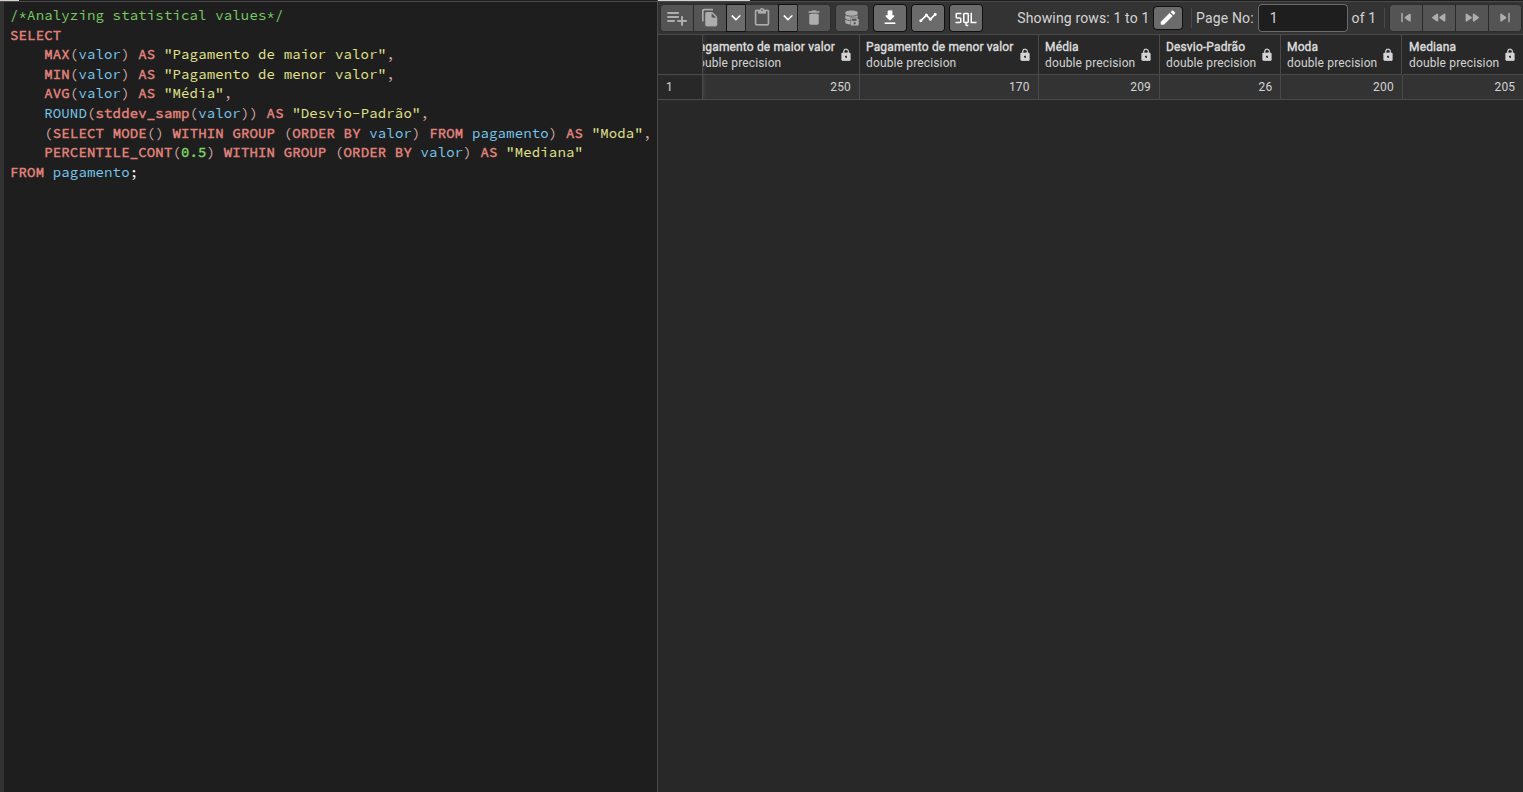 /*Analyzing statistical values*/
SELECT
MAX(valor) AS "Pagamento de maior valor",
MIN(valor) AS "Pagamento de menor valor",
AVG(valor) AS "Média",
ROUND(stddev_samp(valor)) AS "Desvio-Padrão",
(SELECT MODE() WITHIN GROUP (ORDER BY valor) FROM pagamento) AS "Moda",
PERCENTILE_CONT(0.5) WITHIN GROUP (ORDER BY valor) AS "Mediana"
FROM pagamento;
SQL Showing rows: 1 to 1 Page No: 1 of 1
agamento de maior valor Pagamento de menor valor Média Desvio-Padrão Moda Mediana
ouble precision double precision double precision double precision double precision double precision
1 250 170 209 26 200 205